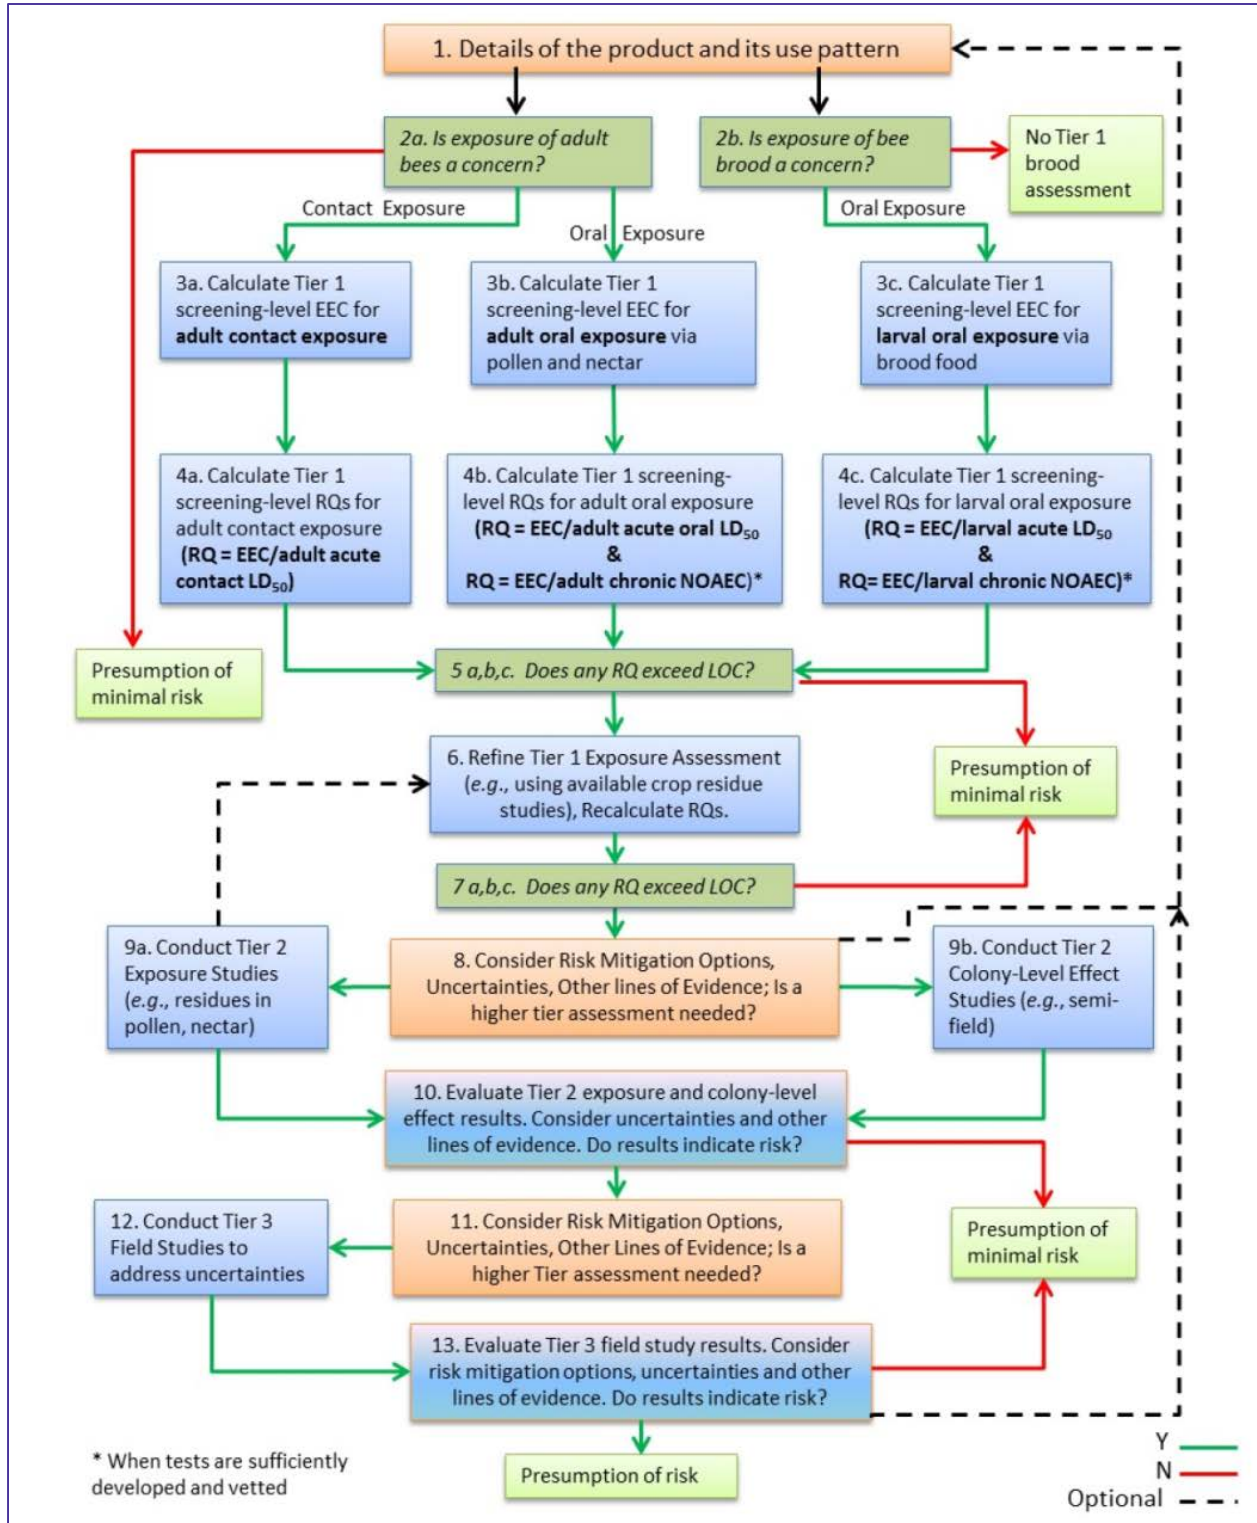 1. Details of the product and its use pattern
2a. Is exposure of adult
bees a concern?
2b. Is exposure of bee
brood a concern?
No Tier 1
brood
assessment
Contact Exposure
Oral Exposure
Oral Exposure
3a. Calculate Tier 1
screening-level EEC for
adult contact exposure
3b. Calculate Tier 1
screening-level EEC for
adult oral exposure via
pollen and nectar
3c. Calculate Tier 1
screening-level EEC for
larval oral exposure via
brood food
4a. Calculate Tier 1
screening-level RQs for
adult contact exposure
(RQ = EEC/adult acute
contact LD50)
4b. Calculate Tier 1 screening-
level RQs for adult oral exposure
(RQ = EEC/adult acute oral LD50
&
RQ = EEC/adult chronic NOAEC)*
4c. Calculate Tier 1 screening-
level RQs for larval oral exposure
(RQ = EEC/larval acute LD50
&
RQ= EEC/larval chronic NOAEC)*
Presumption of
minimal risk
5 a,b,c. Does any RQ exceed LOC?
6. Refine Tier 1 Exposure Assessment
(e.g., using available crop residue
studies), Recalculate RQs.
Presumption of
minimal risk
7 a,b,c. Does any RQ exceed LOC?
9a. Conduct Tier 2
Exposure Studies
(e.g., residues in
pollen, nectar)
8. Consider Risk Mitigation Options,
Uncertainties, Other lines of Evidence; Is a
higher tier assessment needed?
9b. Conduct Tier 2
Colony-Level Effect
Studies (e.g., semi-
field)
10. Evaluate Tier 2 exposure and colony-level
effect results. Consider uncertainties and other
lines of evidence. Do results indicate risk?
12. Conduct Tier 3
Field Studies to
address uncertainties
11. Consider Risk Mitigation Options,
Uncertainties, Other Lines of Evidence; Is a
higher Tier assessment needed?
Presumption of
minimal risk
13. Evaluate Tier 3 field study results. Consider
risk mitigation options, uncertainties and other
lines of evidence. Do results indicate risk?
Presumption of risk
* When tests are sufficiently
developed and vetted
Y
N
Optional